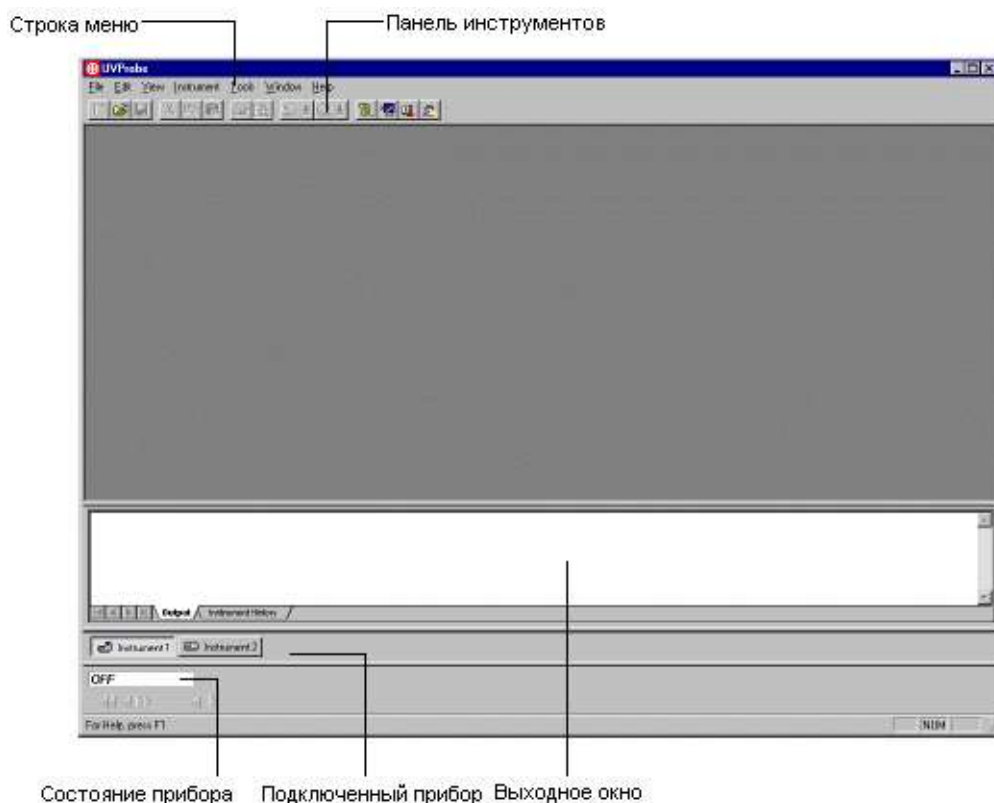 Строка меню
Панель инструментов
UVProbe
File Edit View Instrument Tools Window Help
Output Instrument History
Instrument1 Instrument2
OFF
For Help, press F1
NUM
Состояние прибора Подключенный прибор Выходное окно